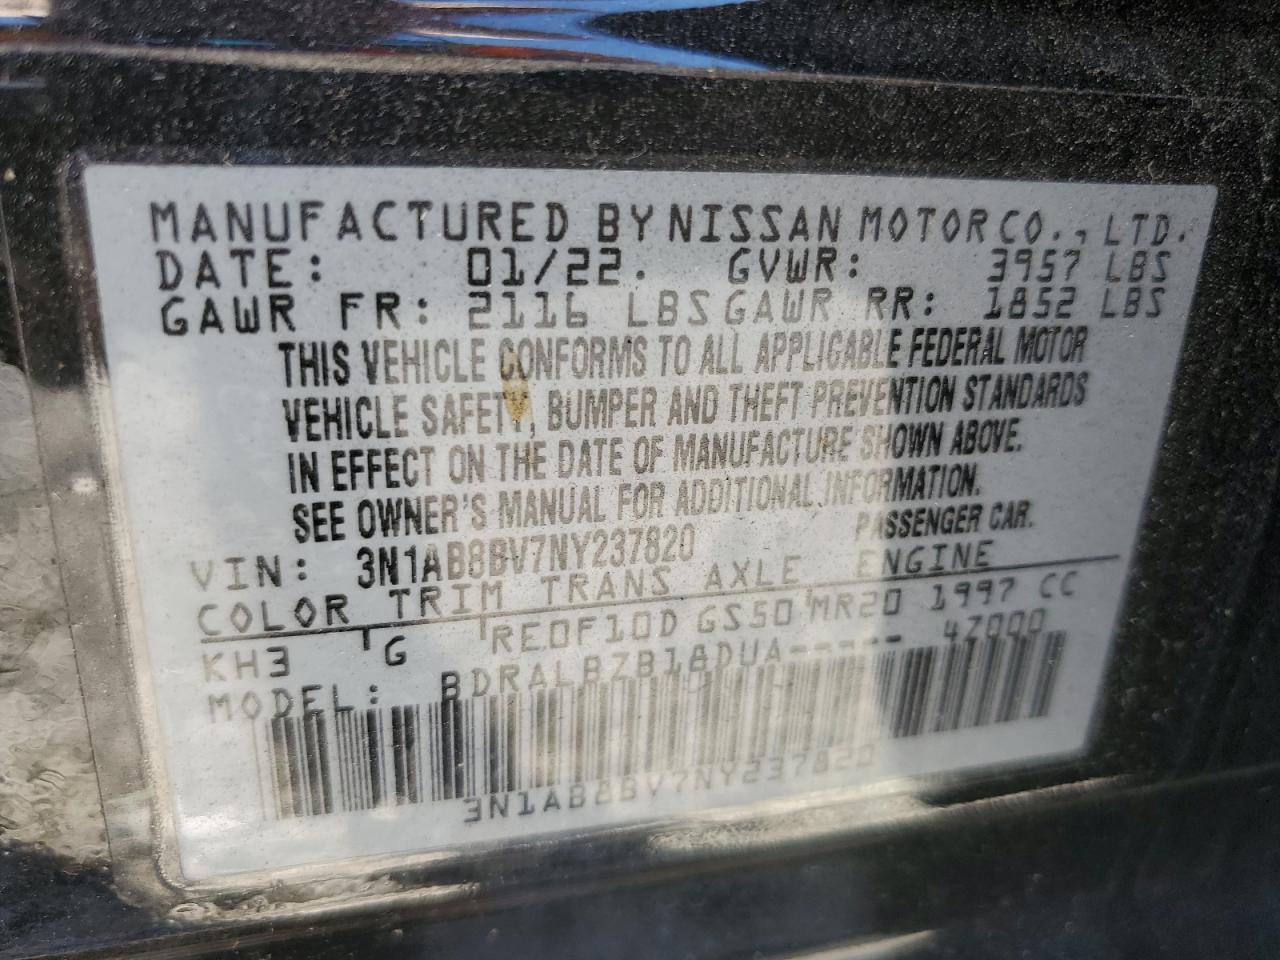 MANUFACTURED BY NISSAN MOTOR CO., LTD.
DATE: 01/22. GVWR: 3957 LBS
GAWR FR: 2116 LBS GAWR RR: 1852 LBS
THIS VEHICLE CONFORMS TO ALL APPLICABLE FEDERAL MOTOR
VEHICLE SAFETY, BUMPER AND THEFT PREVENTION STANDARDS
IN EFFECT ON THE DATE OF MANUFACTURE SHOWN ABOVE.
SEE OWNER'S MANUAL FOR ADDITIONAL INFORMATION.
VIN: 3N1AB8BV7NY237820 PASSENGER CAR.
COLOR TRIM TRANS AXLE ENGINE
KH3 G RE0F10D GS50 MR20 1997 CC
MODEL: BDRALBZB18DUA----- 47000
3N1AB8BV7NY237820